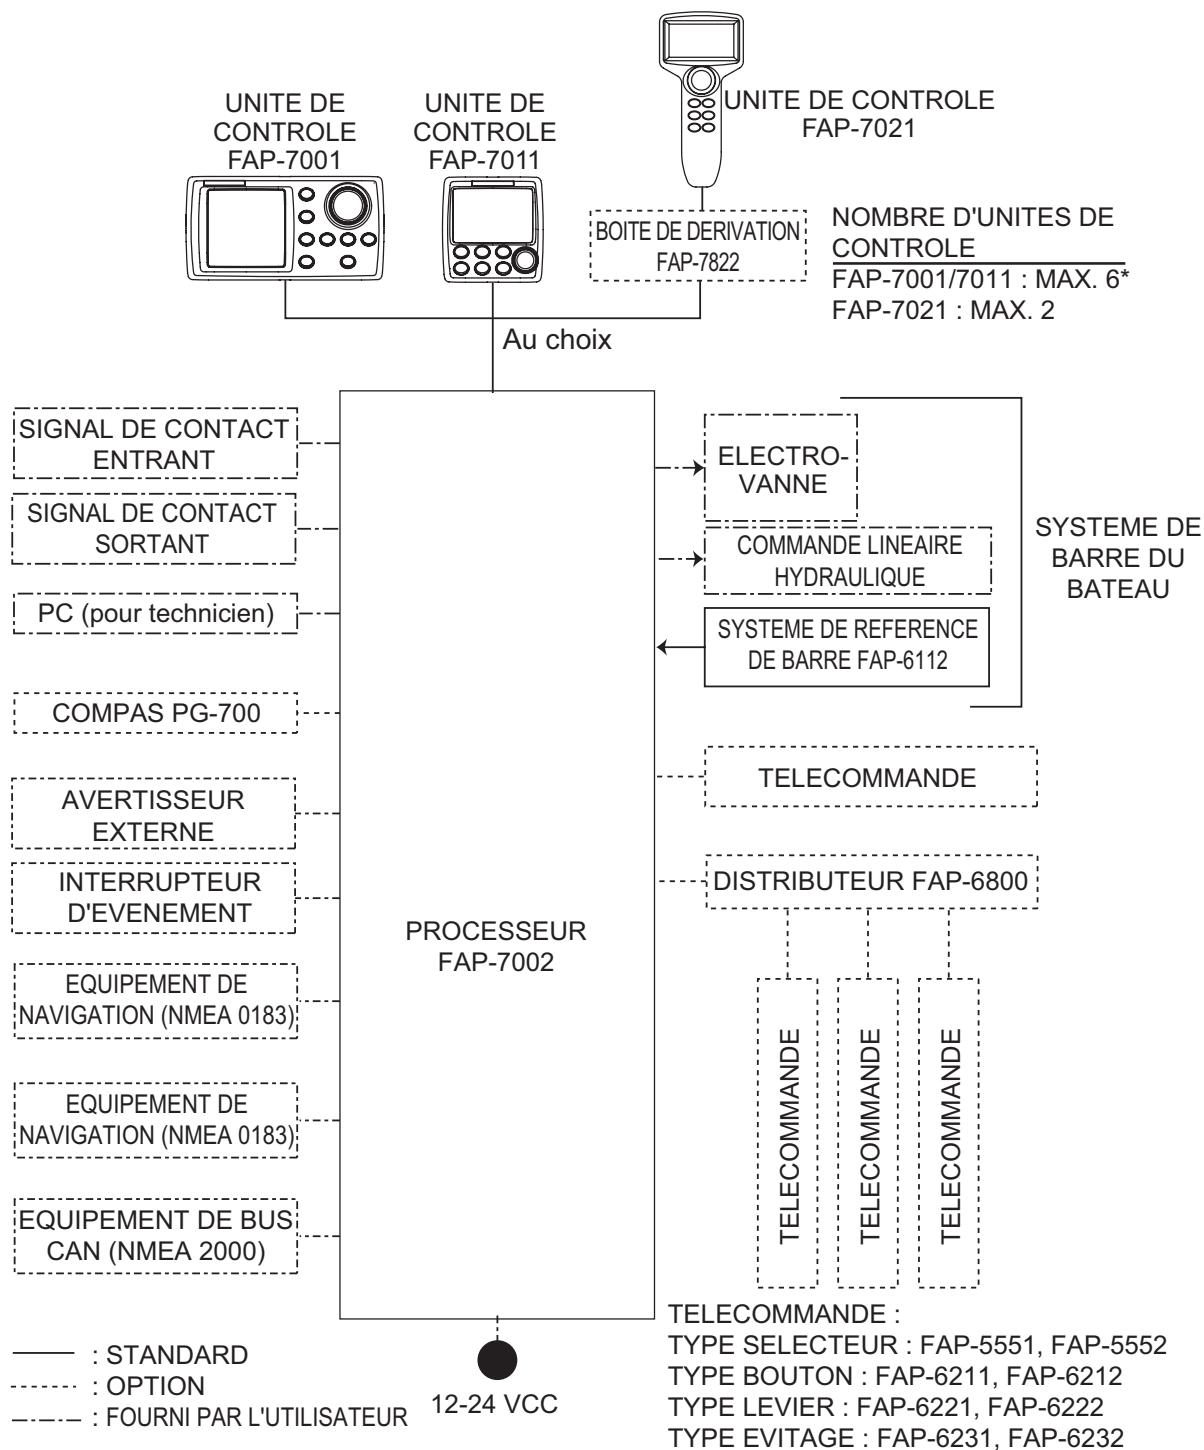 UNITE DE
CONTROLE
FAP-7001
UNITE DE
CONTROLE
FAP-7011
UNITE DE CONTROLE
FAP-7021
BOITE DE DERIVATION
FAP-7822
NOMBRE D'UNITES DE
CONTROLE
FAP-7001/7011 : MAX. 6*
FAP-7021 : MAX. 2
Au choix
SIGNAL DE CONTACT
ENTRANT
SIGNAL DE CONTACT
SORTANT
PC (pour technicien)
COMPAS PG-700
AVERTISSEUR
EXTERNE
INTERRUPTEUR
D'EVENEMENT
EQUIPEMENT DE
NAVIGATION (NMEA 0183)
EQUIPEMENT DE
NAVIGATION (NMEA 0183)
EQUIPEMENT DE BUS
CAN (NMEA 2000)
PROCESSEUR
FAP-7002
ELECTRO-
VANNE
COMMANDE LINEAIRE
HYDRAULIQUE
SYSTEME DE REFERENCE
DE BARRE FAP-6112
SYSTEME DE
BARRE DU
BATEAU
TELECOMMANDE
DISTRIBUTEUR FAP-6800
TELECOMMANDE
TELECOMMANDE
TELECOMMANDE
: STANDARD
: OPTION
: FOURNI PAR L'UTILISATEUR
12-24 VCC
TELECOMMANDE :
TYPE SELECTEUR : FAP-5551, FAP-5552
TYPE BOUTON : FAP-6211, FAP-6212
TYPE LEVIER : FAP-6221, FAP-6222
TYPE EVITAGE : FAP-6231, FAP-6232